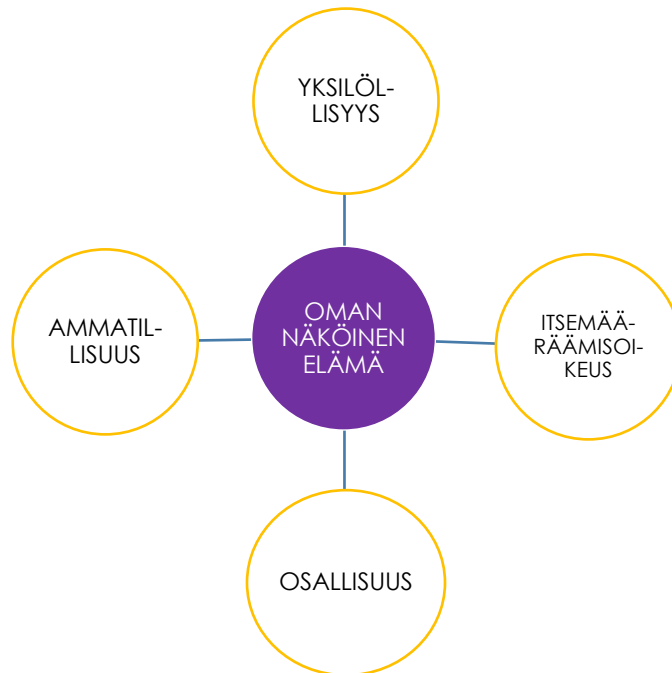 YKSILÖL-
LISYYS
AMMATIL-
LISUUS
OMAN
NÄKÖINEN
ELÄMÄ
ITSEMÄÄ-
RÄÄMISOI-
KEUS
OSALLISUUS